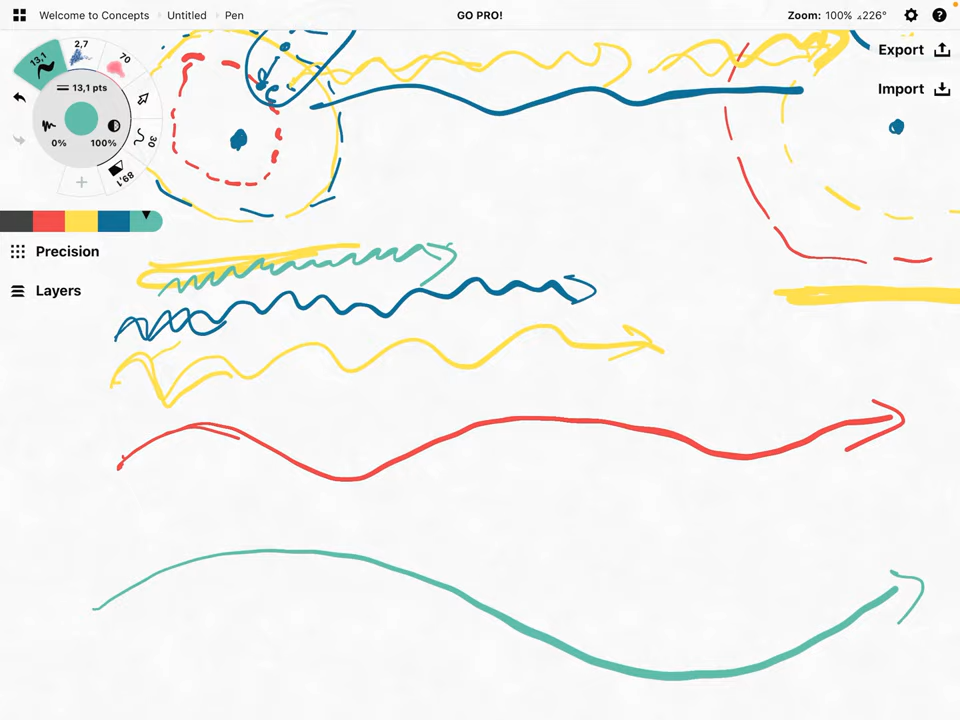 Welcome to Concepts Untitled Pen GO PRO! Zoom: 100% ⦟226°
Export
Import
13,1
2,7
70
13,1 pts
30
0% 100%
89,1
Precision
Layers